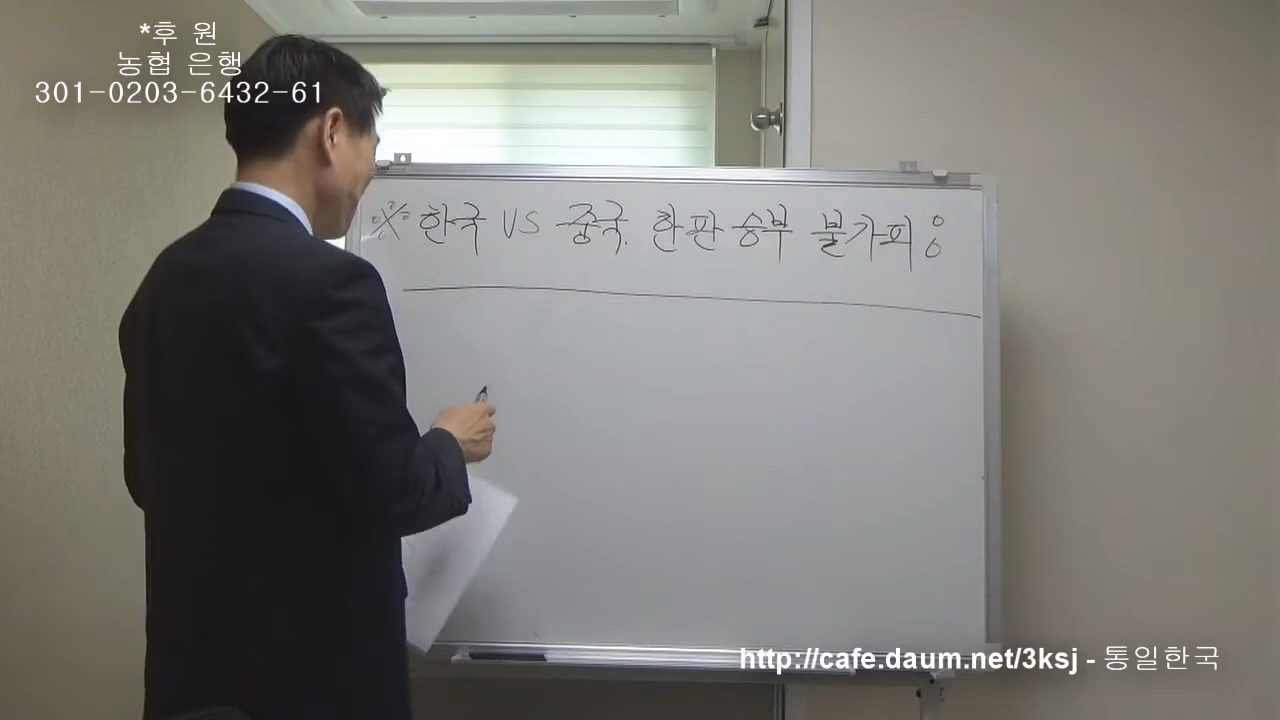 *후 원
농협 은행
301-0203-6432-61
※ 한국 VS 중국. 한판 승부 불가피
http://cafe.daum.net/3ksj - 통일한국